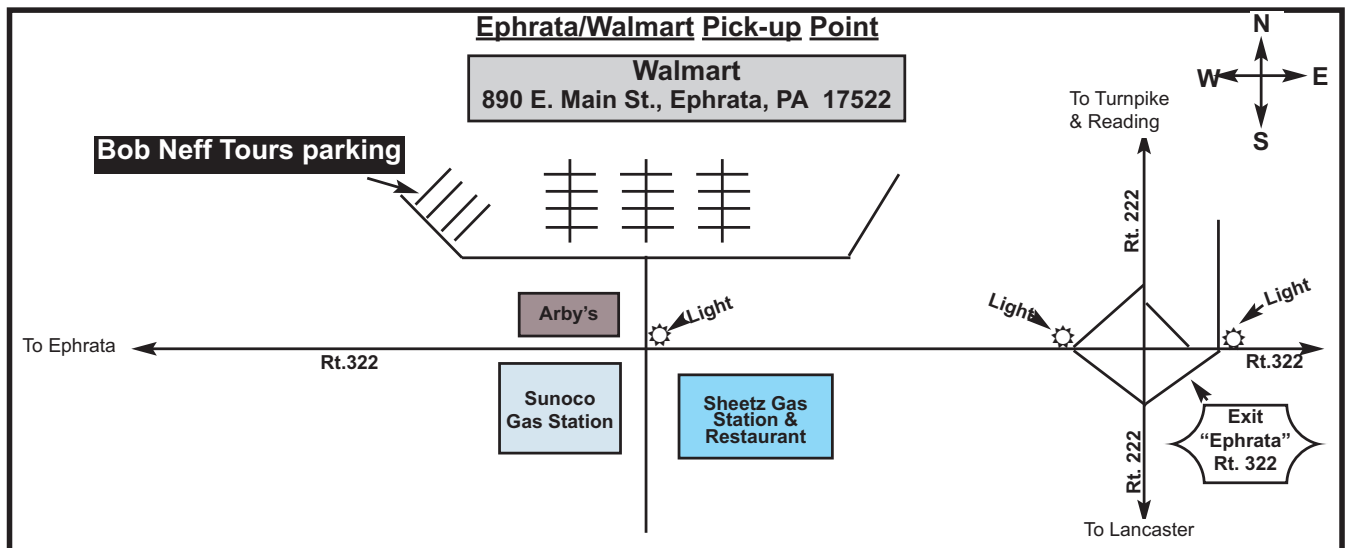 Ephrata/Walmart Pick-up Point
Walmart
890 E. Main St., Ephrata, PA  17522
N
W
E
S
To Turnpike
& Reading
Bob Neff Tours parking
Rt. 222
Arby's
Light
Light
Light
To Ephrata
Rt.322
Rt.322
Sunoco
Gas Station
Sheetz Gas
Station &
Restaurant
Exit
“Ephrata”
Rt. 322
Rt. 222
To Lancaster